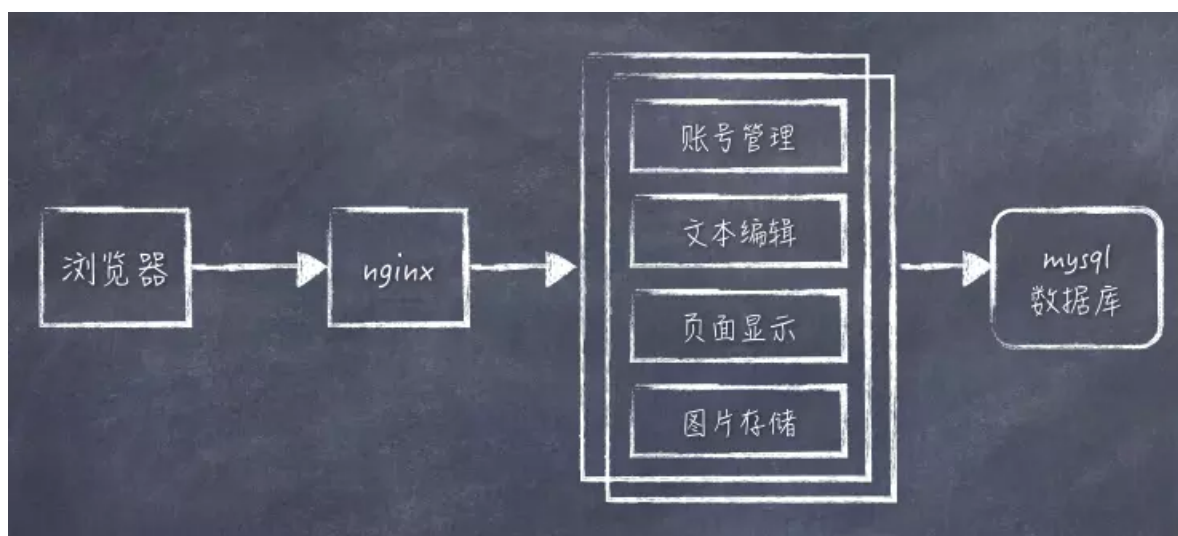 浏览器
nginx
账号管理
文本编辑
页面显示
图片存储
mysql
数据库